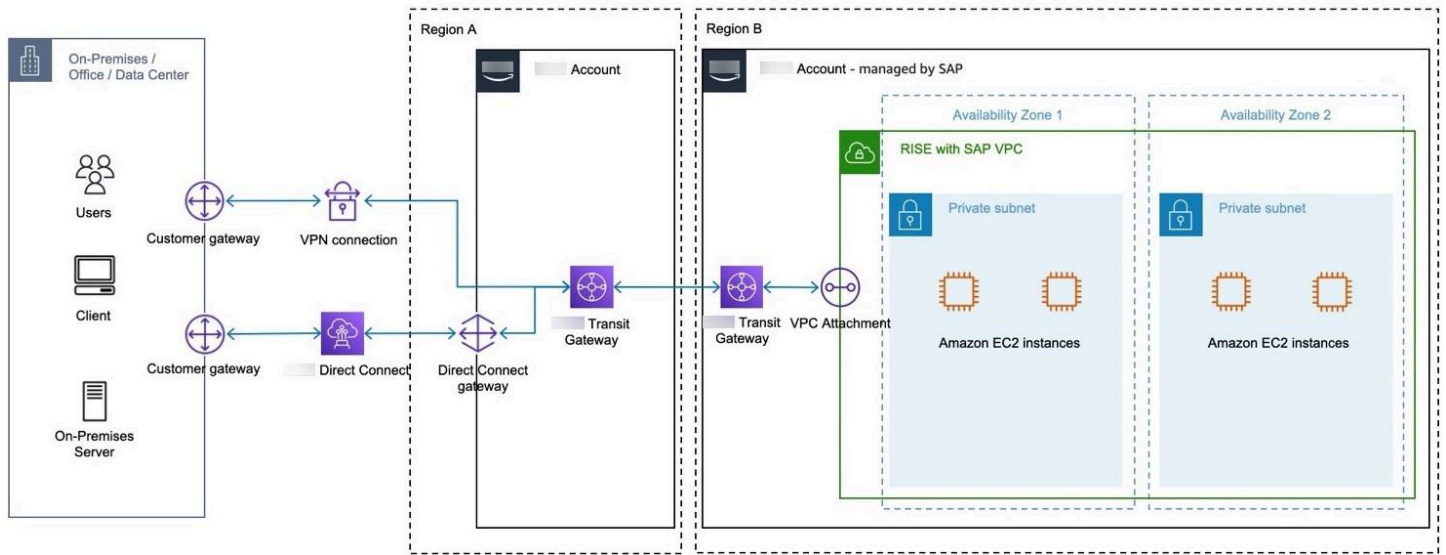 Region A
Region B
On-Premises /
Office / Data Center
Account
Account - managed by SAP
Availability Zone 1
Availability Zone 2
RISE with SAP VPC
Private subnet
Private subnet
Users
Customer gateway
VPN connection
Client
Transit
Gateway
Transit
Gateway
VPC Attachment
Amazon EC2 instances
Amazon EC2 instances
Customer gateway
Direct Connect
Direct Connect
gateway
On-Premises
Server